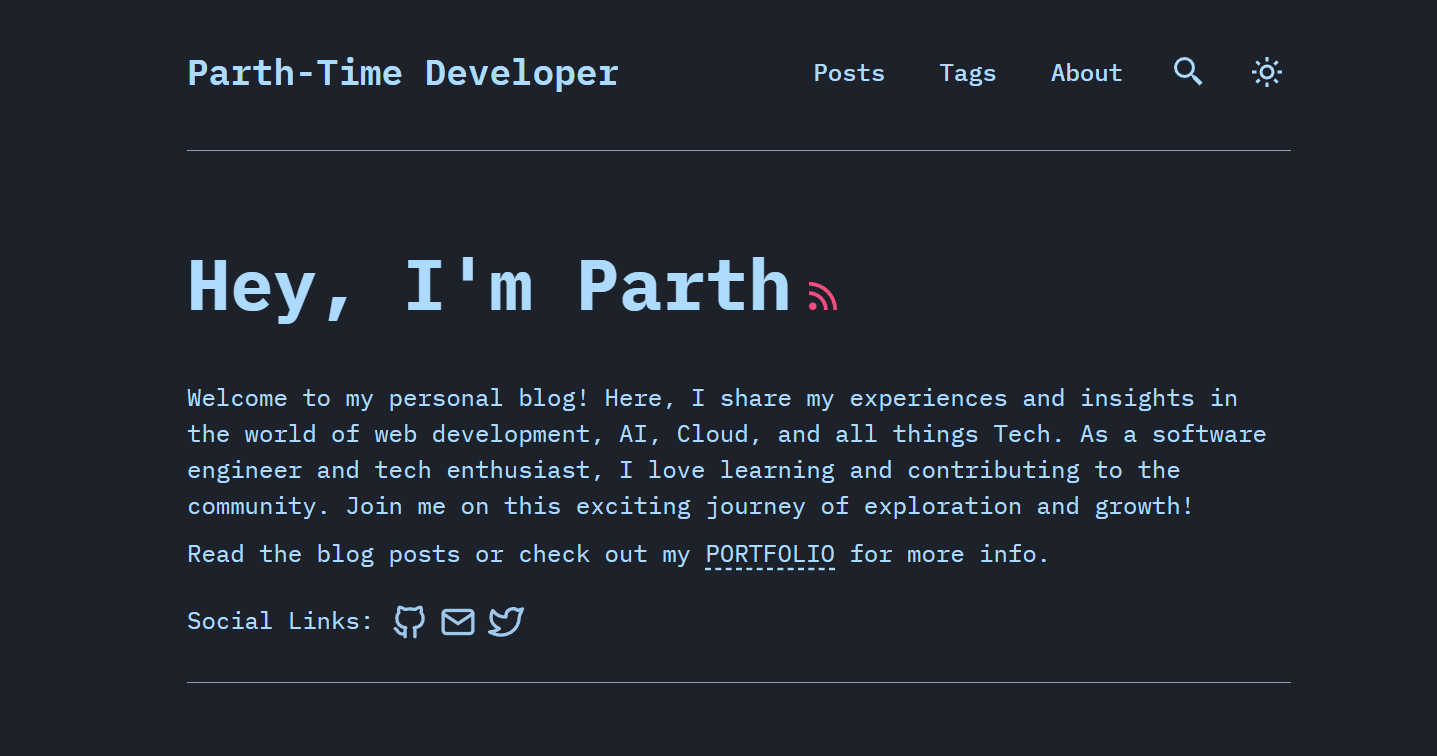 Parth-Time Developer
Posts Tags About
Hey, I'm Parth
Welcome to my personal blog! Here, I share my experiences and insights in
the world of web development, AI, Cloud, and all things Tech. As a software
engineer and tech enthusiast, I love learning and contributing to the
community. Join me on this exciting journey of exploration and growth!
Read the blog posts or check out my PORTFOLIO for more info.
Social Links: